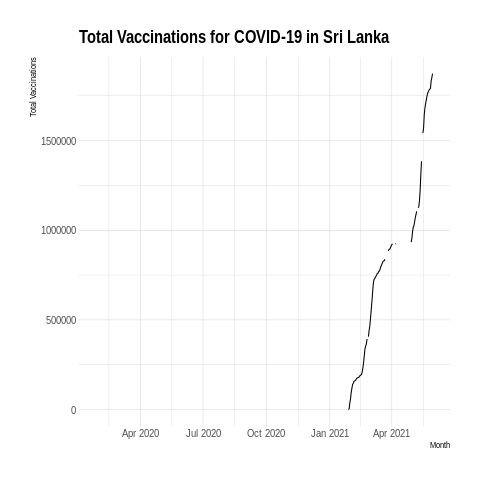 Total Vaccinations for COVID-19 in Sri Lanka
Total Vaccinations
1500000
1000000
500000
0
Apr 2020 Jul 2020 Oct 2020 Jan 2021 Apr 2021
Month